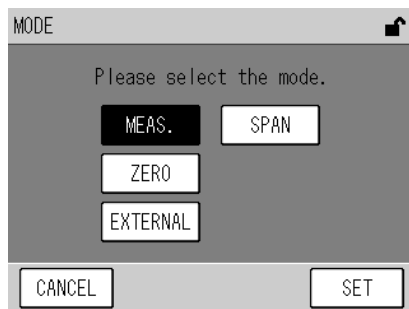 MODE
Please select the mode.
MEAS. SPAN
ZERO
EXTERNAL
CANCEL SET